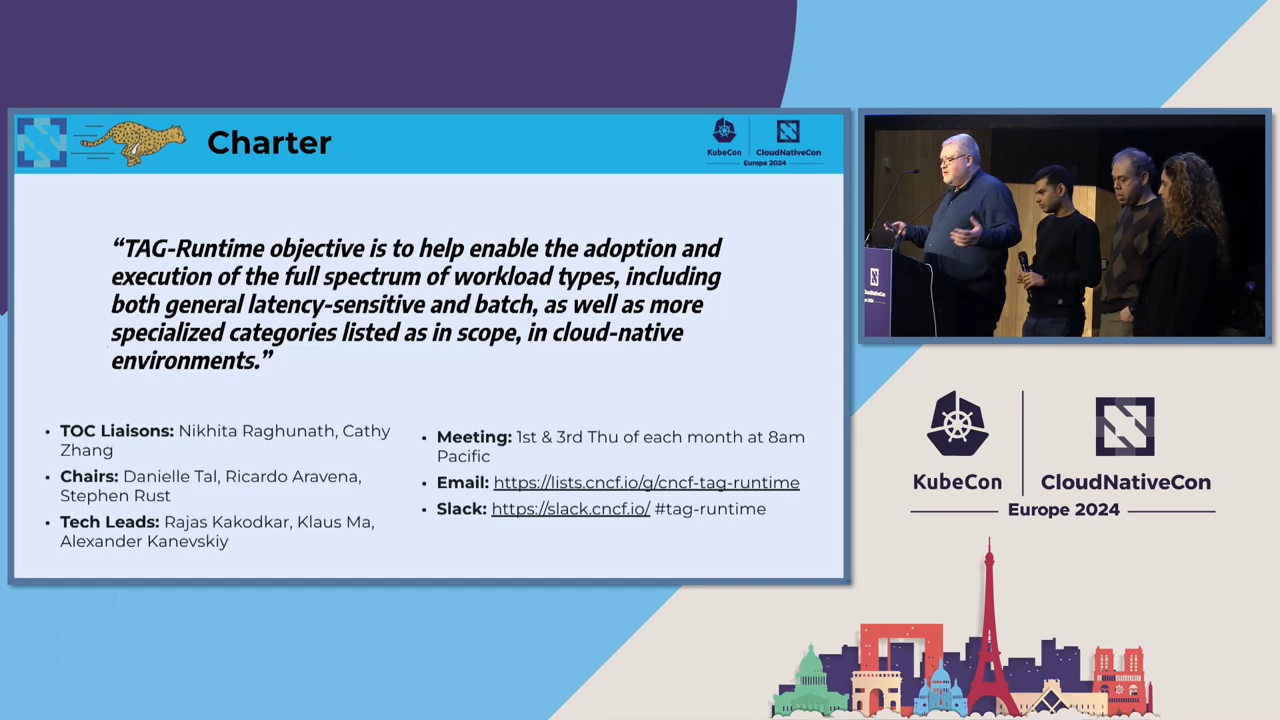 Charter
KubeCon
CloudNativeCon
Europe 2024
“TAG-Runtime objective is to help enable the adoption and
execution of the full spectrum of workload types, including
both general latency-sensitive and batch, as well as more
specialized categories listed as in scope, in cloud-native
environments.”
• TOC Liaisons: Nikhita Raghunath, Cathy
Zhang
• Chairs: Danielle Tal, Ricardo Aravena,
Stephen Rust
• Tech Leads: Rajas Kakodkar, Klaus Ma,
Alexander Kanevskiy
• Meeting: 1st & 3rd Thu of each month at 8am
Pacific
• Email: https://lists.cncf.io/g/cncf-tag-runtime
• Slack: https://slack.cncf.io/ #tag-runtime
KubeCon
CloudNativeCon
Europe 2024